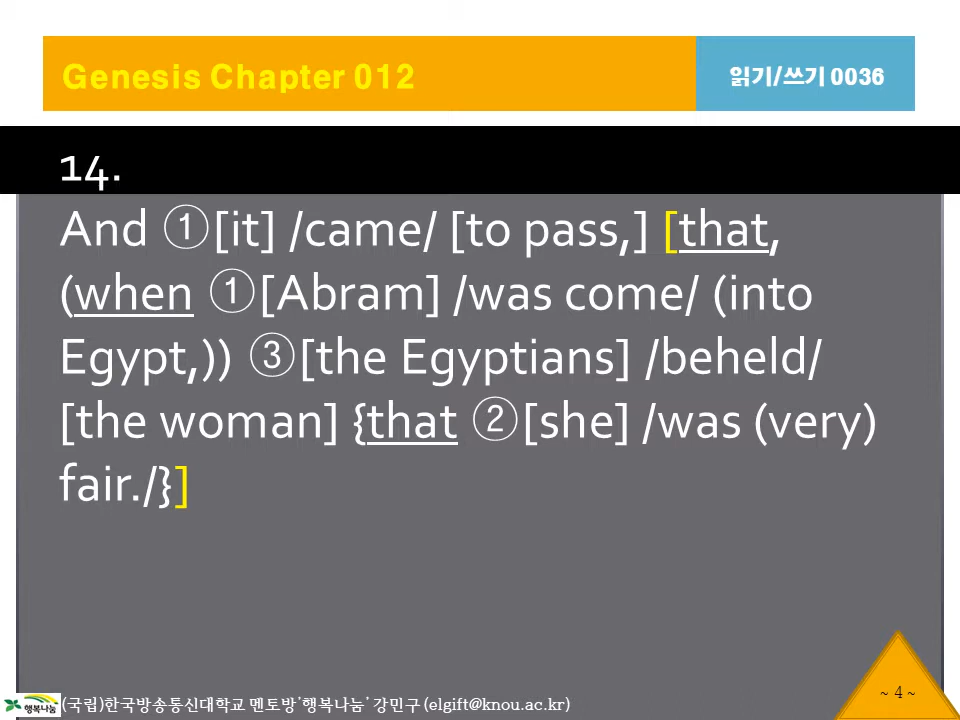 Genesis Chapter 012
읽기/쓰기 0036
14.
And ①[it] /came/ [to pass,] [that,
(when ①[Abram] /was come/ (into
Egypt,)) ③[the Egyptians] /beheld/
[the woman] {that ②[she] /was (very)
fair./}]
~ 4 ~
행복나눔
(국립)한국방송통신대학교 멘토방'행복나눔' 강민구 (elgift@knou.ac.kr)